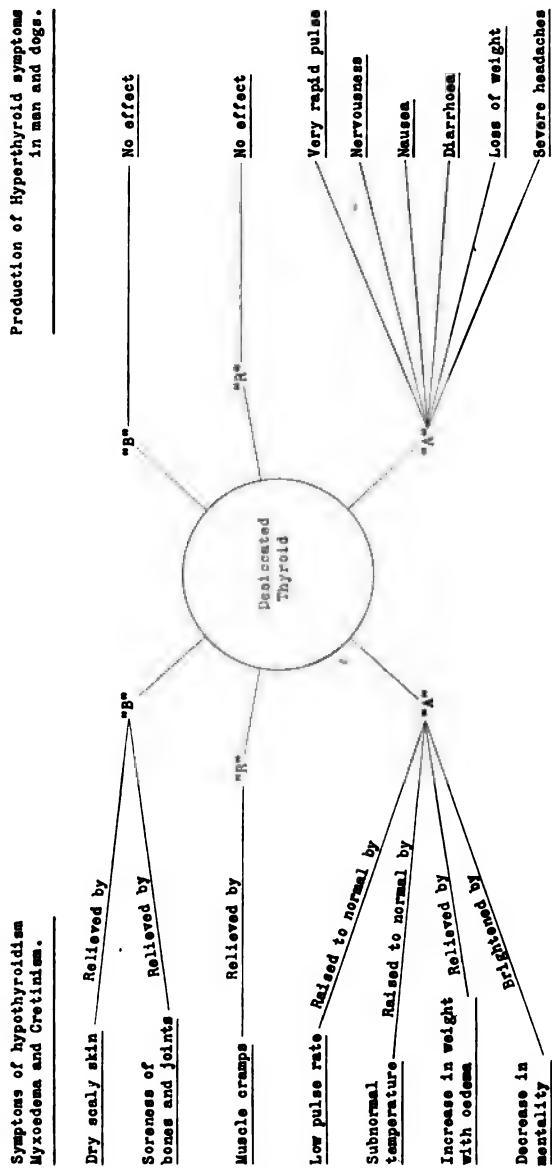 Symptoms of hypothyroidism
Myxoedema and Cretinism.
Production of Hyperthyroid symptoms
in man and dogs.
Dry scaly skin
Relieved by
Soreness of
bones and joints
Relieved by
"B"
Muscle cramps
Relieved by
"R"
Low pulse rate
Raised to normal by
Subnormal
temperature
Raised to normal by
Increase in weight
with oedema
Relieved by
Decrease in
mentality
Brightened by
"A"
Desiccated
Thyroid
"B"
No effect
"R"
No effect
"A"
Very rapid pulse
Nervousness
Nausea
Diarrhoea
Loss of weight
Severe headaches